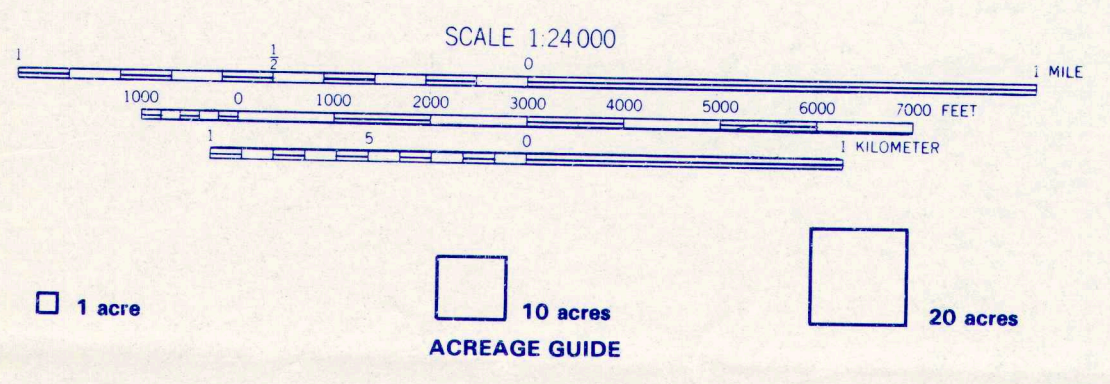 SCALE 1:24 000
1 1/2 0 1 MILE
1000 0 1000 2000 3000 4000 5000 6000 7000 FEET
1 5 0 1 KILOMETER
1 acre 10 acres 20 acres
ACREAGE GUIDE